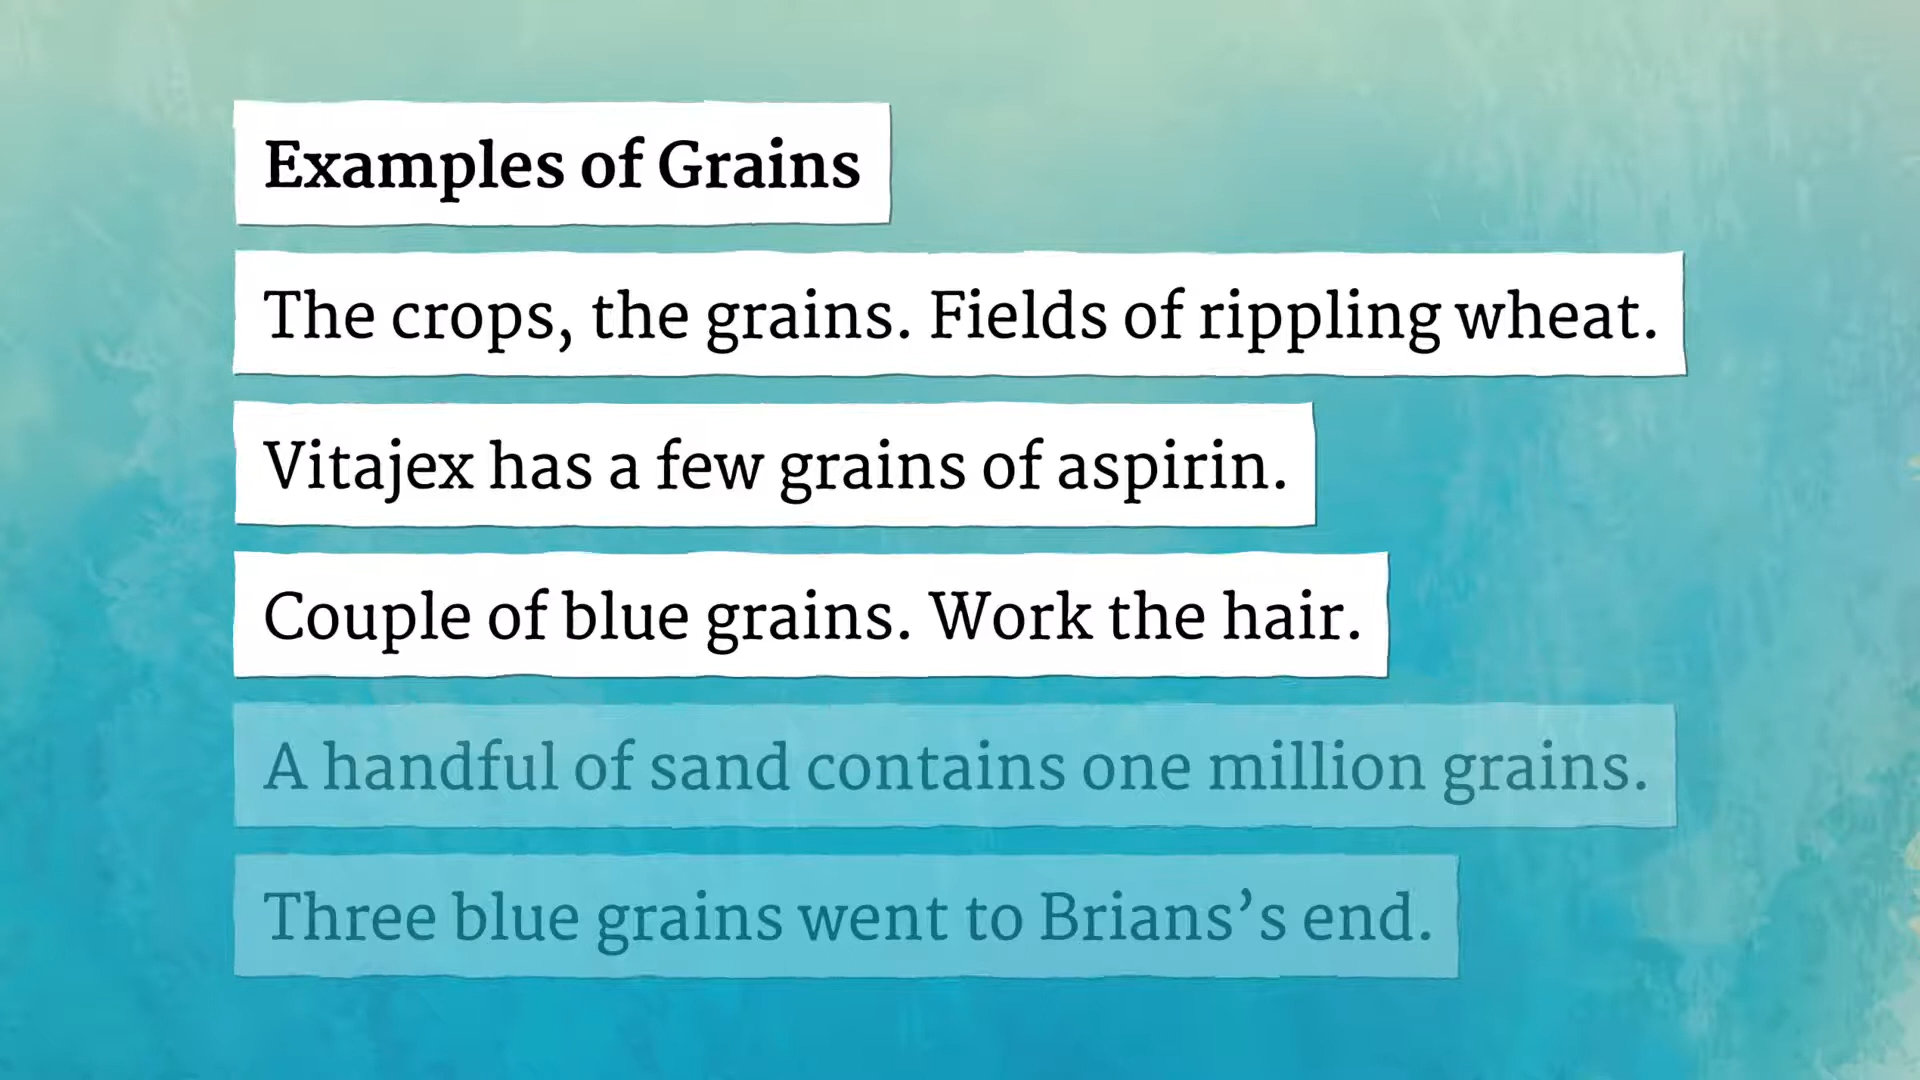 Examples of Grains
The crops, the grains. Fields of rippling wheat.
Vitajex has a few grains of aspirin.
Couple of blue grains. Work the hair.
A handful of sand contains one million grains.
Three blue grains went to Brians’s end.